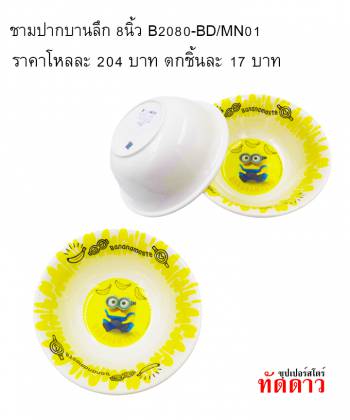 ชามปากบานลึก 8นิ้ว B2080-BD/MN01
ราคาโหลละ 204 บาท ตกชิ้นละ 17 บาท
Bananamaste
Bananamaste
ซุปเปอร์สโตร์
ทัดดาว